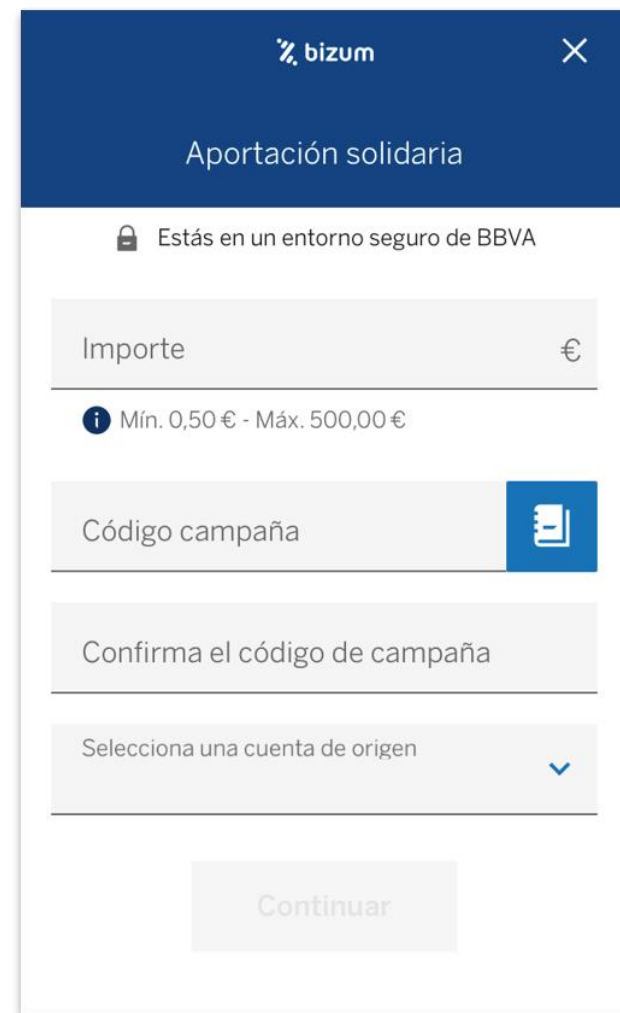 bizum
Aportación solidaria
Estás en un entorno seguro de BBVA
Importe €
Mín. 0,50 € - Máx. 500,00 €
Código campaña
Confirma el código de campaña
Selecciona una cuenta de origen
Continuar